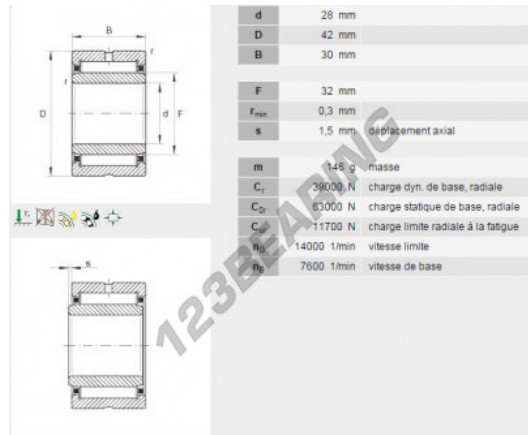 B
r
r
D
d
F
Fr
s
d 28 mm
D 42 mm
B 30 mm
F 32 mm
rmin 0,3 mm
s 1,5 mm déplacement axial
m 146 g masse
Cr 39000 N charge dyn. de base, radiale
C0r 63000 N charge statique de base, radiale
Cur 11700 N charge limite radiale á la fatigue
nG 14000 1/min vitesse limite
nB 7600 1/min vitesse de base
123BEARING